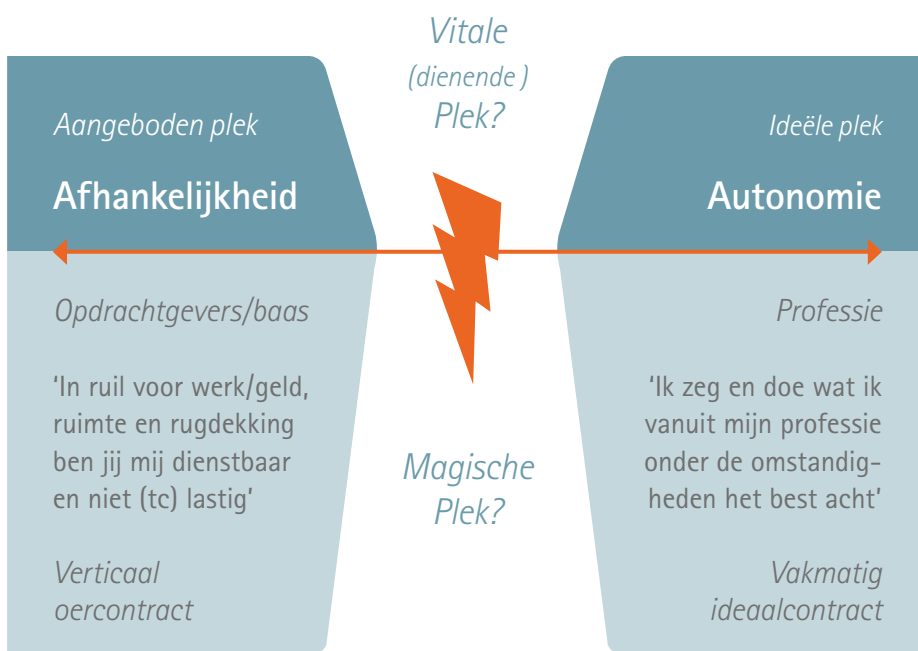 Vitale
(dienende )
Plek?
Aangeboden plek
Afhankelijkheid
Opdrachtgevers/baas
'In ruil voor werk/geld,
ruimte en rugdekking
ben jij mij dienstbaar
en niet (tc) lastig'
Verticaal
oercontract
Magische
Plek?
Ideële plek
Autonomie
Professie
'Ik zeg en doe wat ik
vanuit mijn professie
onder de omstandig-
heden het best acht'
Vakmatig
ideaalcontract